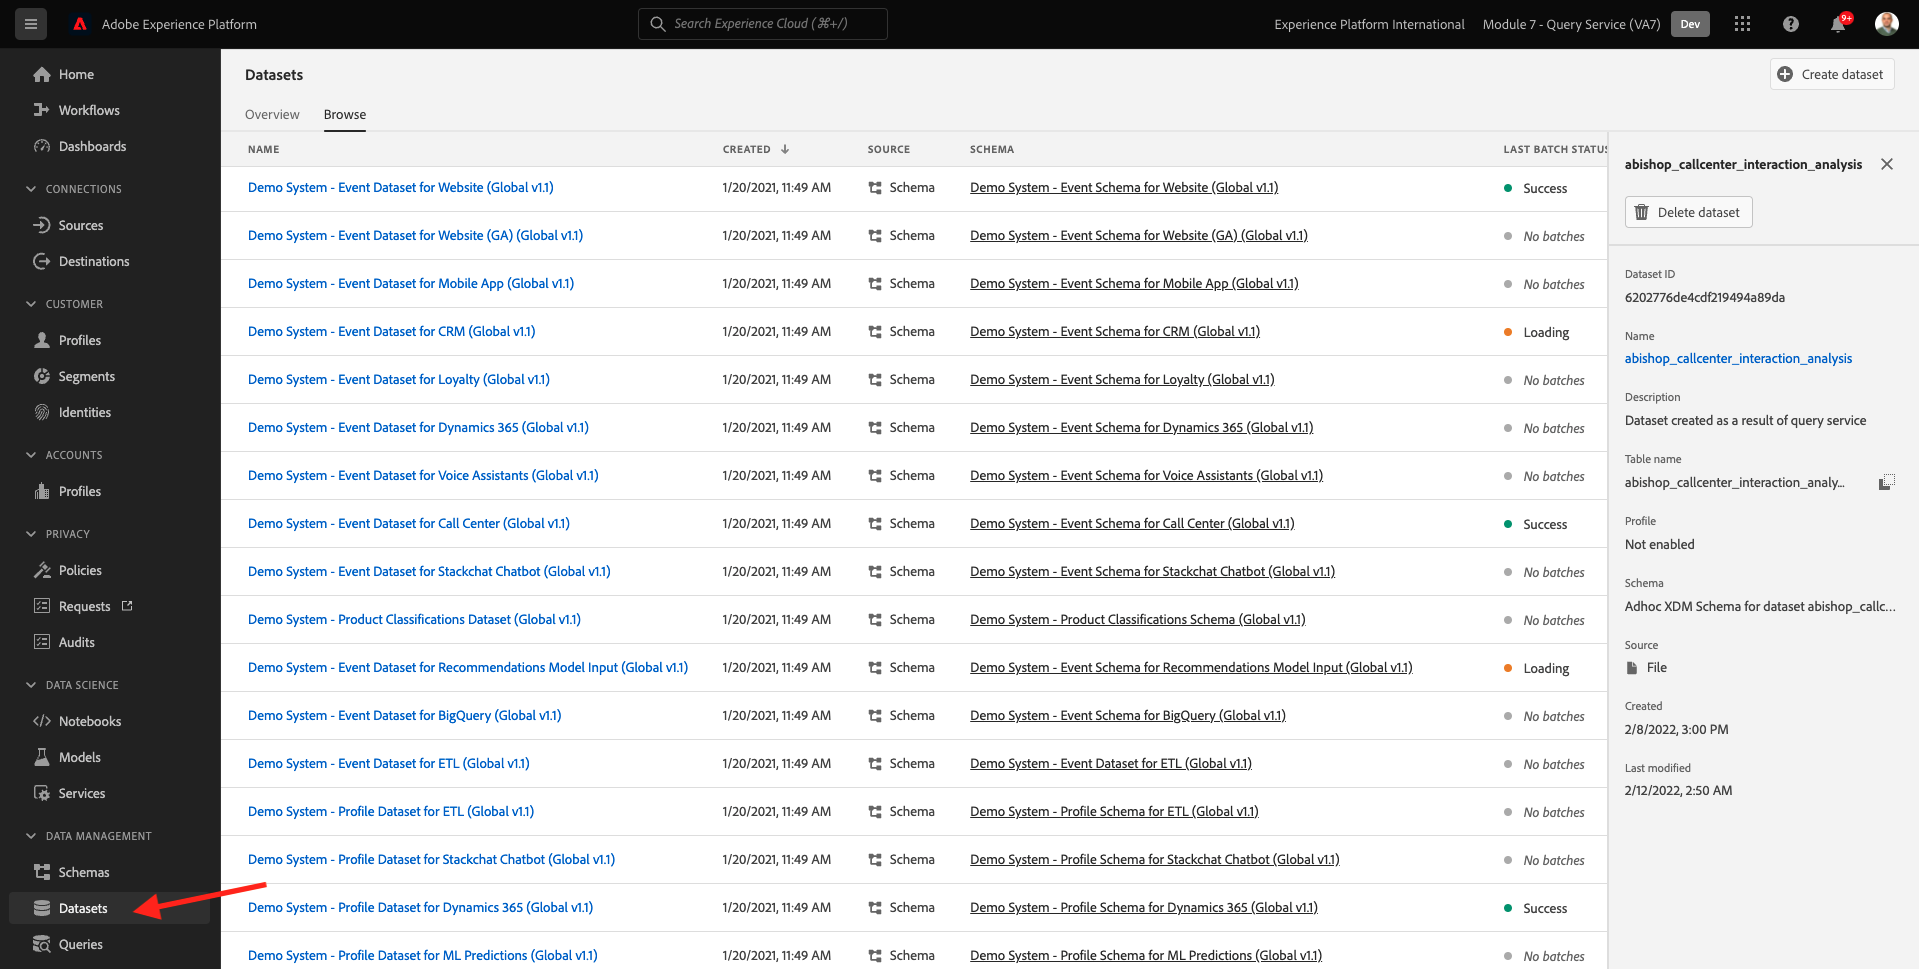 Adobe Experience Platform
Search Experience Cloud (⌘+/)
Experience Platform International
Module 7 - Query Service (VA7)
Dev
9+
Home
Workflows
Dashboards
CONNECTIONS
Sources
Destinations
CUSTOMER
Profiles
Segments
Identities
ACCOUNTS
Profiles
PRIVACY
Policies
Requests
Audits
DATA SCIENCE
Notebooks
Models
Services
DATA MANAGEMENT
Schemas
Datasets
Queries
Datasets
Create dataset
Overview Browse
NAME CREATED SOURCE SCHEMA LAST BATCH STATUS
Demo System - Event Dataset for Website (Global v1.1) 1/20/2021, 11:49 AM Schema Demo System - Event Schema for Website (Global v1.1) Success
Demo System - Event Dataset for Website (GA) (Global v1.1) 1/20/2021, 11:49 AM Schema Demo System - Event Schema for Website (GA) (Global v1.1) No batches
Demo System - Event Dataset for Mobile App (Global v1.1) 1/20/2021, 11:49 AM Schema Demo System - Event Schema for Mobile App (Global v1.1) No batches
Demo System - Event Dataset for CRM (Global v1.1) 1/20/2021, 11:49 AM Schema Demo System - Event Schema for CRM (Global v1.1) Loading
Demo System - Event Dataset for Loyalty (Global v1.1) 1/20/2021, 11:49 AM Schema Demo System - Event Schema for Loyalty (Global v1.1) No batches
Demo System - Event Dataset for Dynamics 365 (Global v1.1) 1/20/2021, 11:49 AM Schema Demo System - Event Schema for Dynamics 365 (Global v1.1) No batches
Demo System - Event Dataset for Voice Assistants (Global v1.1) 1/20/2021, 11:49 AM Schema Demo System - Event Schema for Voice Assistants (Global v1.1) No batches
Demo System - Event Dataset for Call Center (Global v1.1) 1/20/2021, 11:49 AM Schema Demo System - Event Schema for Call Center (Global v1.1) Success
Demo System - Event Dataset for Stackchat Chatbot (Global v1.1) 1/20/2021, 11:49 AM Schema Demo System - Event Schema for Stackchat Chatbot (Global v1.1) No batches
Demo System - Product Classifications Dataset (Global v1.1) 1/20/2021, 11:49 AM Schema Demo System - Product Classifications Schema (Global v1.1) No batches
Demo System - Event Dataset for Recommendations Model Input (Global v1.1) 1/20/2021, 11:49 AM Schema Demo System - Event Schema for Recommendations Model Input (Global v1.1) Loading
Demo System - Event Dataset for BigQuery (Global v1.1) 1/20/2021, 11:49 AM Schema Demo System - Event Schema for BigQuery (Global v1.1) No batches
Demo System - Event Dataset for ETL (Global v1.1) 1/20/2021, 11:49 AM Schema Demo System - Event Dataset for ETL (Global v1.1) No batches
Demo System - Profile Dataset for ETL (Global v1.1) 1/20/2021, 11:49 AM Schema Demo System - Profile Schema for ETL (Global v1.1) No batches
Demo System - Profile Dataset for Stackchat Chatbot (Global v1.1) 1/20/2021, 11:49 AM Schema Demo System - Profile Schema for Stackchat Chatbot (Global v1.1) No batches
Demo System - Profile Dataset for Dynamics 365 (Global v1.1) 1/20/2021, 11:49 AM Schema Demo System - Profile Schema for Dynamics 365 (Global v1.1) Success
Demo System - Profile Dataset for ML Predictions (Global v1.1) 1/20/2021, 11:49 AM Schema Demo System - Profile Schema for ML Predictions (Global v1.1) No batches
abishop_callcenter_interaction_analysis
Delete dataset
Dataset ID
6202776de4cdf219494a89da
Name
abishop_callcenter_interaction_analysis
Description
Dataset created as a result of query service
Table name
abishop_callcenter_interaction_analy...
Profile
Not enabled
Schema
Adhoc XDM Schema for dataset abishop_callc...
Source
File
Created
2/8/2022, 3:00 PM
Last modified
2/12/2022, 2:50 AM